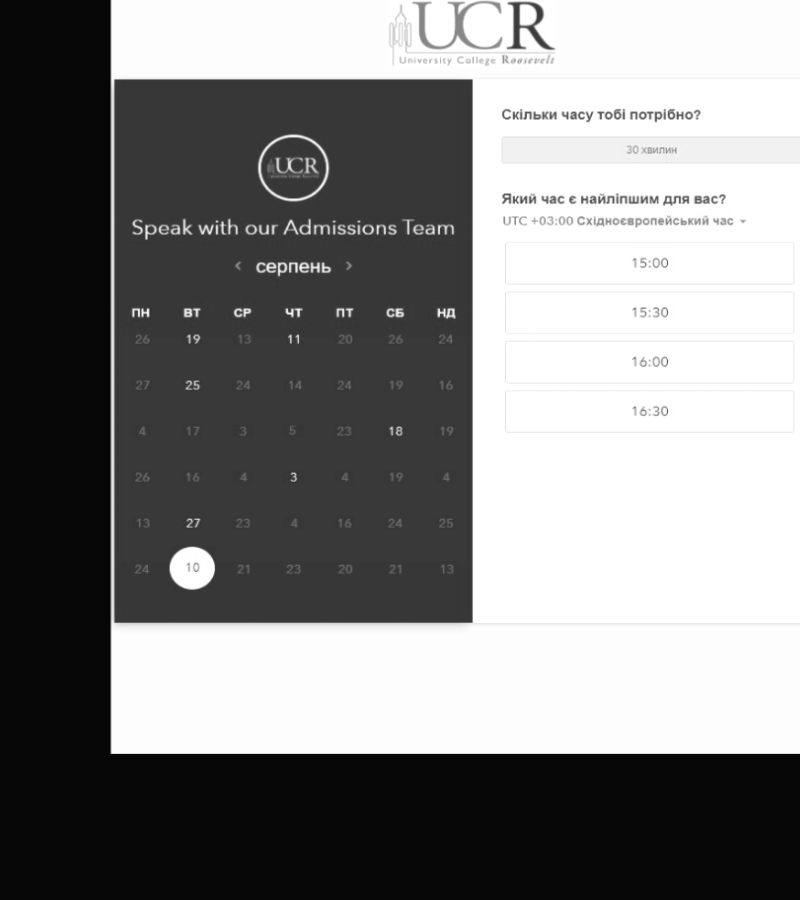 UCR
University College Roosevelt
UCR
Speak with our Admissions Team
< серпень >
ПН ВТ СР ЧТ ПТ СБ НД
26 19 13 11 20 26 24
27 25 24 14 24 19 16
4 17 3 5 23 18 19
26 16 4 3 4 19 4
13 27 23 4 16 24 25
24 10 21 23 20 21 13
Скільки часу тобі потрібно?
30 хвилин
Який час є найліпшим для вас?
UTC +03:00 Східноєвропейський час
15:00
15:30
16:00
16:30